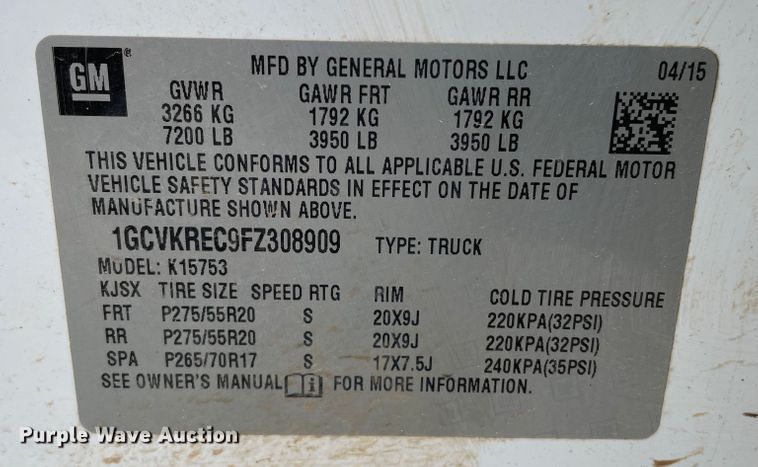 GM ®
MFD BY GENERAL MOTORS LLC 04/15
GVWR GAWR FRT GAWR RR
3266 KG 1792 KG 1792 KG
7200 LB 3950 LB 3950 LB
THIS VEHICLE CONFORMS TO ALL APPLICABLE U.S. FEDERAL MOTOR
VEHICLE SAFETY STANDARDS IN EFFECT ON THE DATE OF
MANUFACTURE SHOWN ABOVE.
1GCVKREC9FZ308909 TYPE: TRUCK
MODEL: K15753
KJSX TIRE SIZE SPEED RTG RIM COLD TIRE PRESSURE
FRT P275/55R20 S 20X9J 220KPA(32PSI)
RR P275/55R20 S 20X9J 220KPA(32PSI)
SPA P265/70R17 S 17X7.5J 240KPA(35PSI)
SEE OWNER'S MANUAL i FOR MORE INFORMATION.
Purple Wave Auction